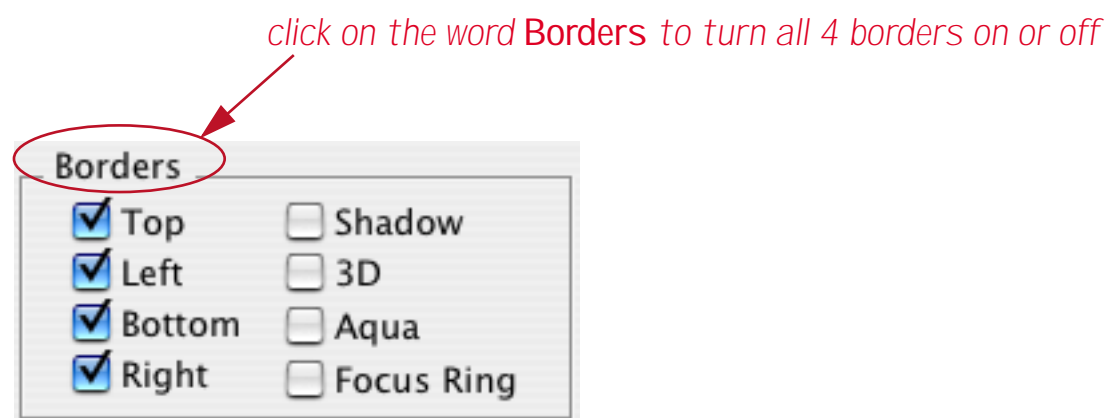 click on the word Borders to turn all 4 borders on or off
Borders
Top Shadow
Left 3D
Bottom Aqua
Right Focus Ring